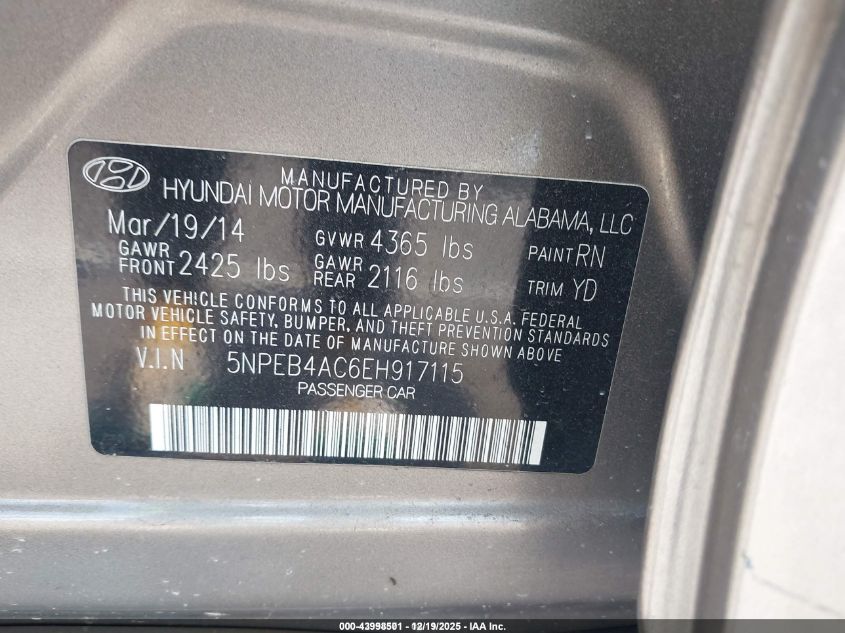 MANUFACTURED BY
HYUNDAI MOTOR MANUFACTURING ALABAMA, LLC
Mar/19/14 GVWR 4365 lbs PAINT RN
GAWR FRONT 2425 lbs GAWR REAR 2116 lbs TRIM YD
THIS VEHICLE CONFORMS TO ALL APPLICABLE U.S.A. FEDERAL
MOTOR VEHICLE SAFETY, BUMPER, AND THEFT PREVENTION STANDARDS
IN EFFECT ON THE DATE OF MANUFACTURE SHOWN ABOVE
V.I.N 5NPEB4AC6EH917115
PASSENGER CAR
000-43998501 - 12/19/2025 - IAA Inc.